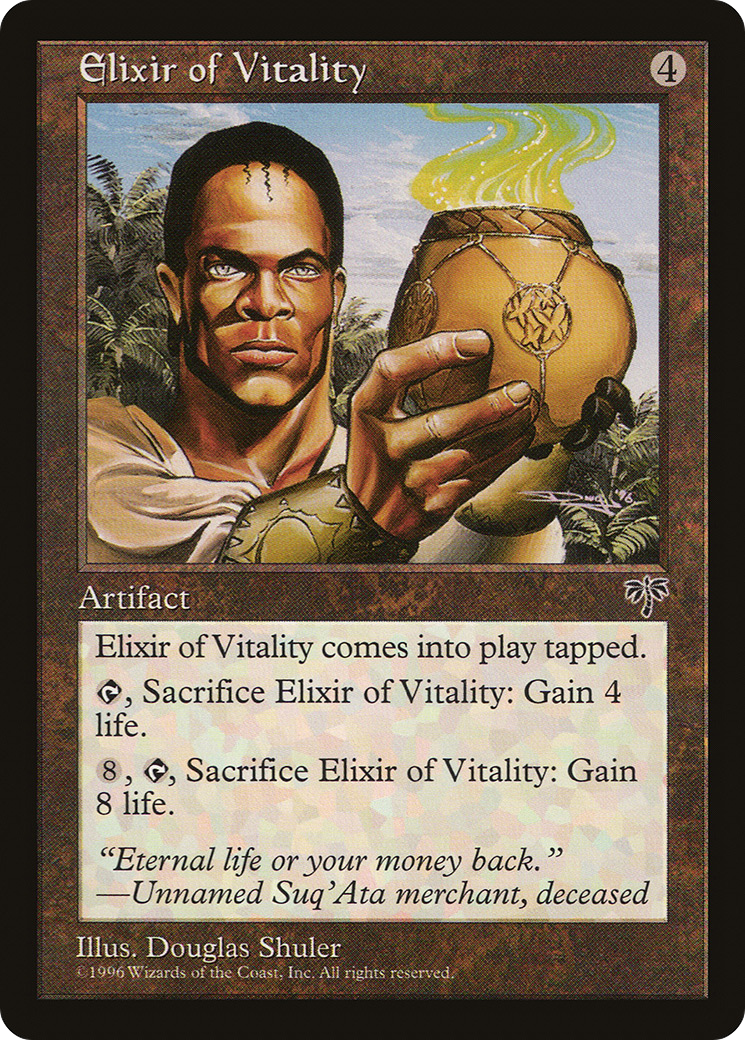 Elixir of Vitality 4
Doug '96
Artifact
Elixir of Vitality comes into play tapped.
, Sacrifice Elixir of Vitality: Gain 4
life.
8, , Sacrifice Elixir of Vitality: Gain
8 life.
“Eternal life or your money back.”
—Unnamed Suq’Ata merchant, deceased
Illus. Douglas Shuler
©1996 Wizards of the Coast, Inc. All rights reserved.